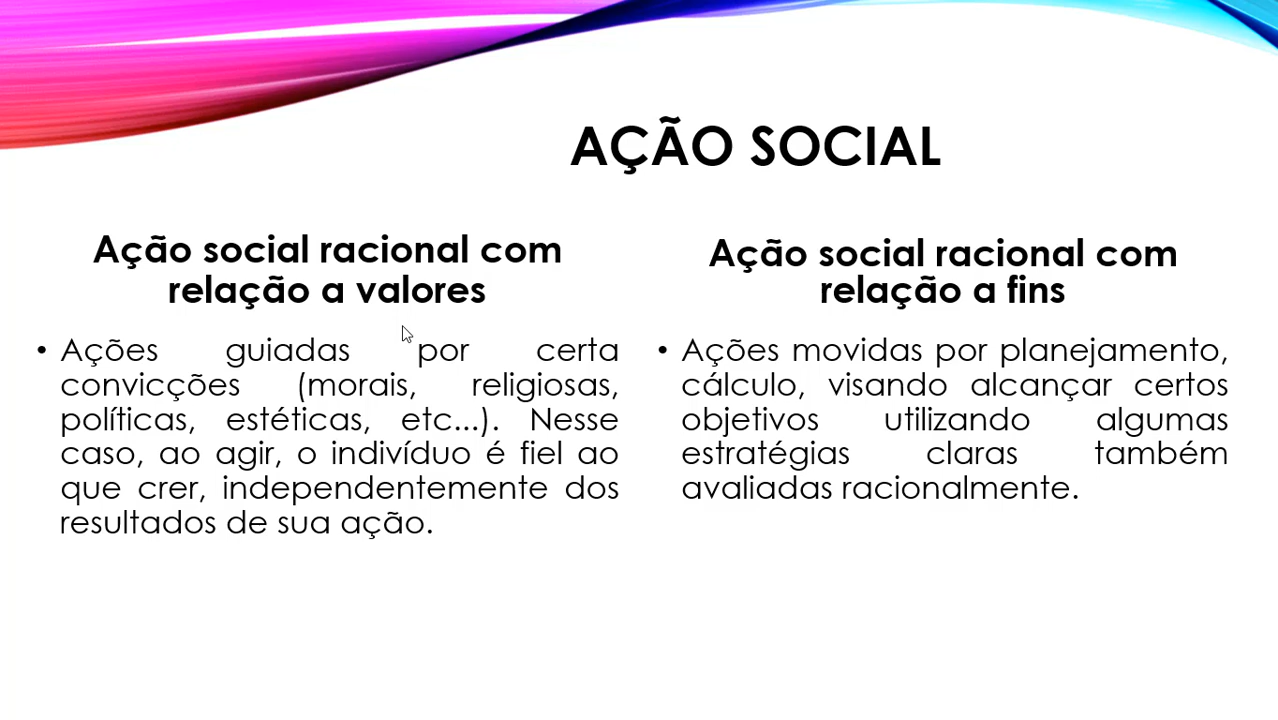 AÇÃO SOCIAL
Ação social racional com
relação a valores
• Ações guiadas por certa
convicções (morais, religiosas,
políticas, estéticas, etc...). Nesse
caso, ao agir, o indivíduo é fiel ao
que crer, independentemente dos
resultados de sua ação.
Ação social racional com
relação a fins
• Ações movidas por planejamento,
cálculo, visando alcançar certos
objetivos utilizando algumas
estratégias claras também
avaliadas racionalmente.